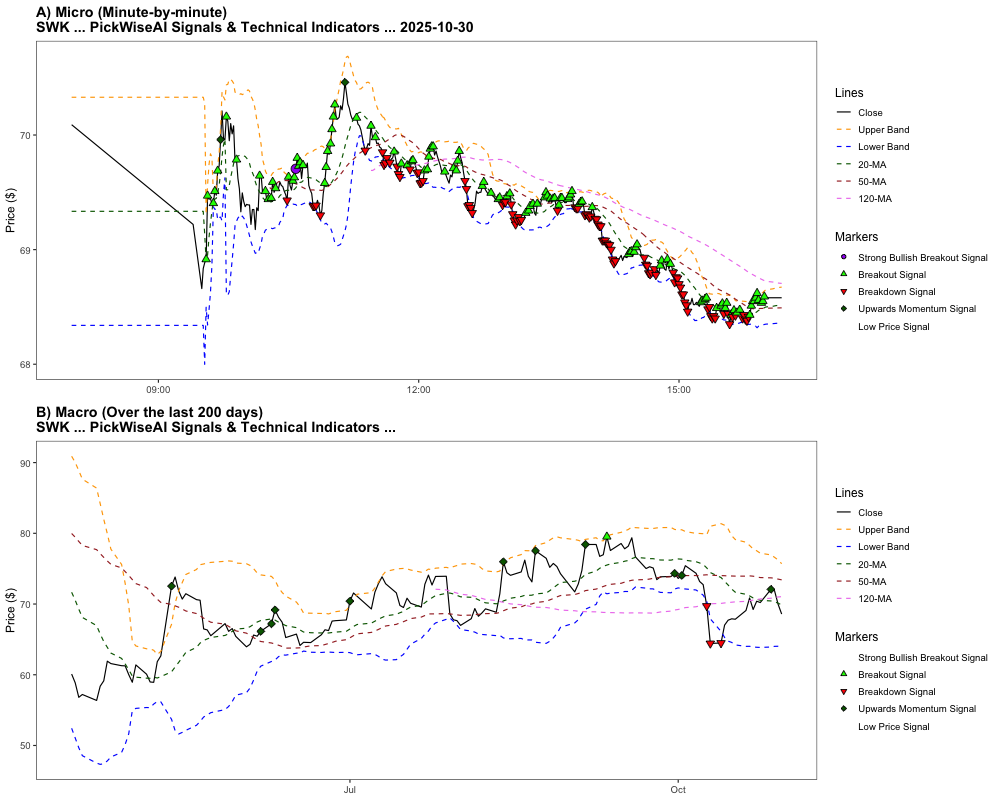 A) Micro (Minute-by-minute)
SWK ... PickWiseAI Signals & Technical Indicators ... 2025-10-30
Price ($)
70
69
68
09:00
12:00
15:00
Lines
Close
Upper Band
Lower Band
20-MA
50-MA
120-MA
Markers
Strong Bullish Breakout Signal
Breakout Signal
Breakdown Signal
Upwards Momentum Signal
Low Price Signal
B) Macro (Over the last 200 days)
SWK ... PickWiseAI Signals & Technical Indicators ...
Price ($)
90
80
70
60
50
Jul
Oct
Lines
Close
Upper Band
Lower Band
20-MA
50-MA
120-MA
Markers
Strong Bullish Breakout Signal
Breakout Signal
Breakdown Signal
Upwards Momentum Signal
Low Price Signal